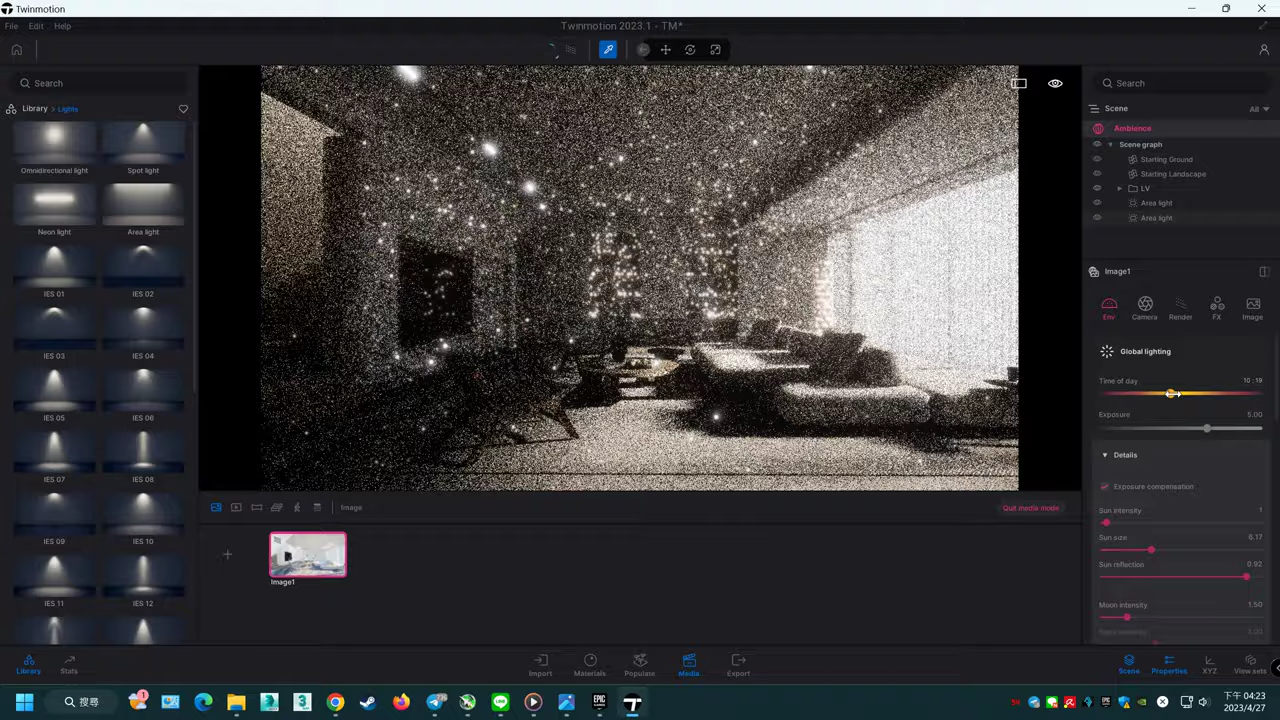 Twinmotion
File Edit Help
Twinmotion 2023.1 - TM*
Search
Library > Lights
Omnidirectional light
Spot light
Neon light
Area light
IES 01
IES 02
IES 03
IES 04
IES 05
IES 06
IES 07
IES 08
IES 09
IES 10
IES 11
IES 12
Image
Quit media mode
Image1
Search
Scene
All
Ambience
Scene graph
Starting Ground
Starting Landscape
LV
Area light
Area light
Image1
Env
Camera
Render
FX
Image
Global lighting
Time of day 10 : 19
Exposure 5.00
Details
Exposure compensation
Sun intensity 1
Sun size 6.17
Sun reflection 0.92
Moon intensity 1.50
Library
Stats
Import
Materials
Populate
Media
Export
Scene
Properties
XYZ
View sets
搜尋
下午 04:23
2023/4/27